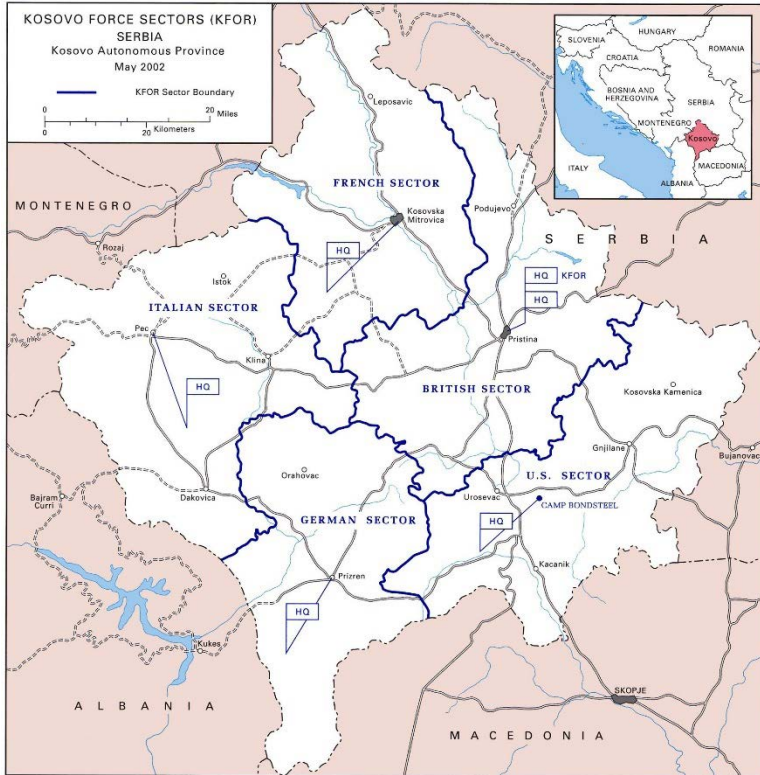 KOSOVO FORCE SECTORS (KFOR)
SERBIA
Kosovo Autonomous Province
May 2002
KFOR Sector Boundary
0 20 Miles
0 20 Kilometers
SLOVENIA
HUNGARY
ROMANIA
CROATIA
BOSNIA AND
HERZEGOVINA
SERBIA
MONTENEGRO
Kosovo
ITALY
MACEDONIA
ALBANIA
Leposavic
FRENCH SECTOR
MONTENEGRO
Kosovska
Mitrovica
Podujevo
Rozaj
SERBIA
HQ
HQ KFOR
Istok
HQ
ITALIAN SECTOR
Pec
Pristina
Klina
HQ
BRITISH SECTOR
Kosovska Kamenica
Gnjilane
Bujanovac
Orahovac
U.S. SECTOR
Bajram
Curri
Dakovica
Urosevac
CAMP BONDSTEEL
GERMAN SECTOR
HQ
Kacanik
Prizren
HQ
Kukes
SKOPJE
ALBANIA
MACEDONIA